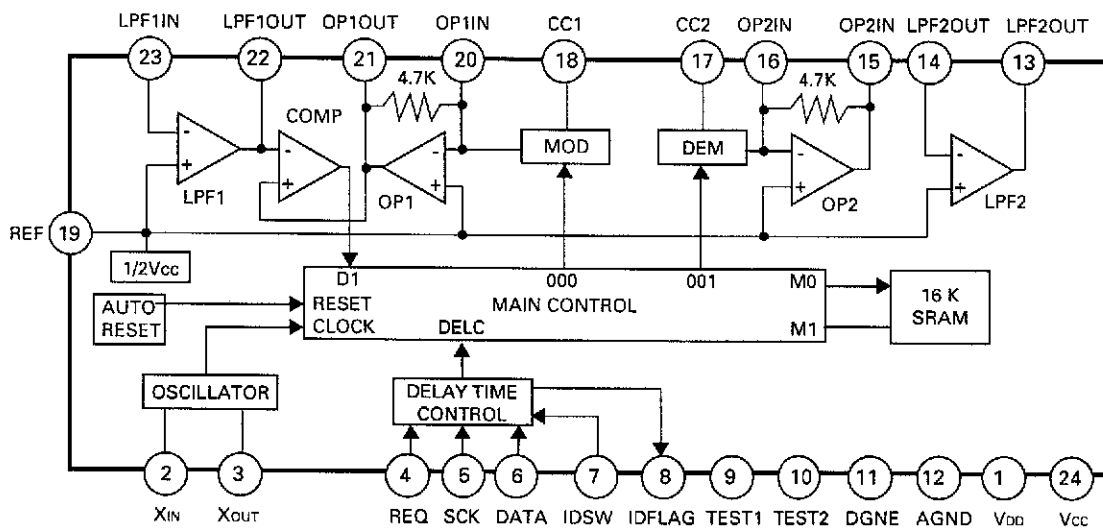 LPF1IN LPF1OUT OP1OUT OP1IN CC1 CC2 OP2IN OP2IN LPF2OUT LPF2OUT
23 22 21 20 18 17 16 15 14 13
4.7K 4.7K
COMP
- + - + - + MOD DEM - + - +
LPF1 OP1 OP2 LPF2
REF 19
1/2Vcc
D1 000 001 M0
AUTO RESET MAIN CONTROL 16 K
RESET CLOCK DELC M1 SRAM
OSCILLATOR DELAY TIME
CONTROL
2 3 4 5 6 7 8 9 10 11 12 1 24
XIN XOUT REQ SCK DATA IDSW IDFLAG TEST1 TEST2 DGNE AGND VDD Vcc